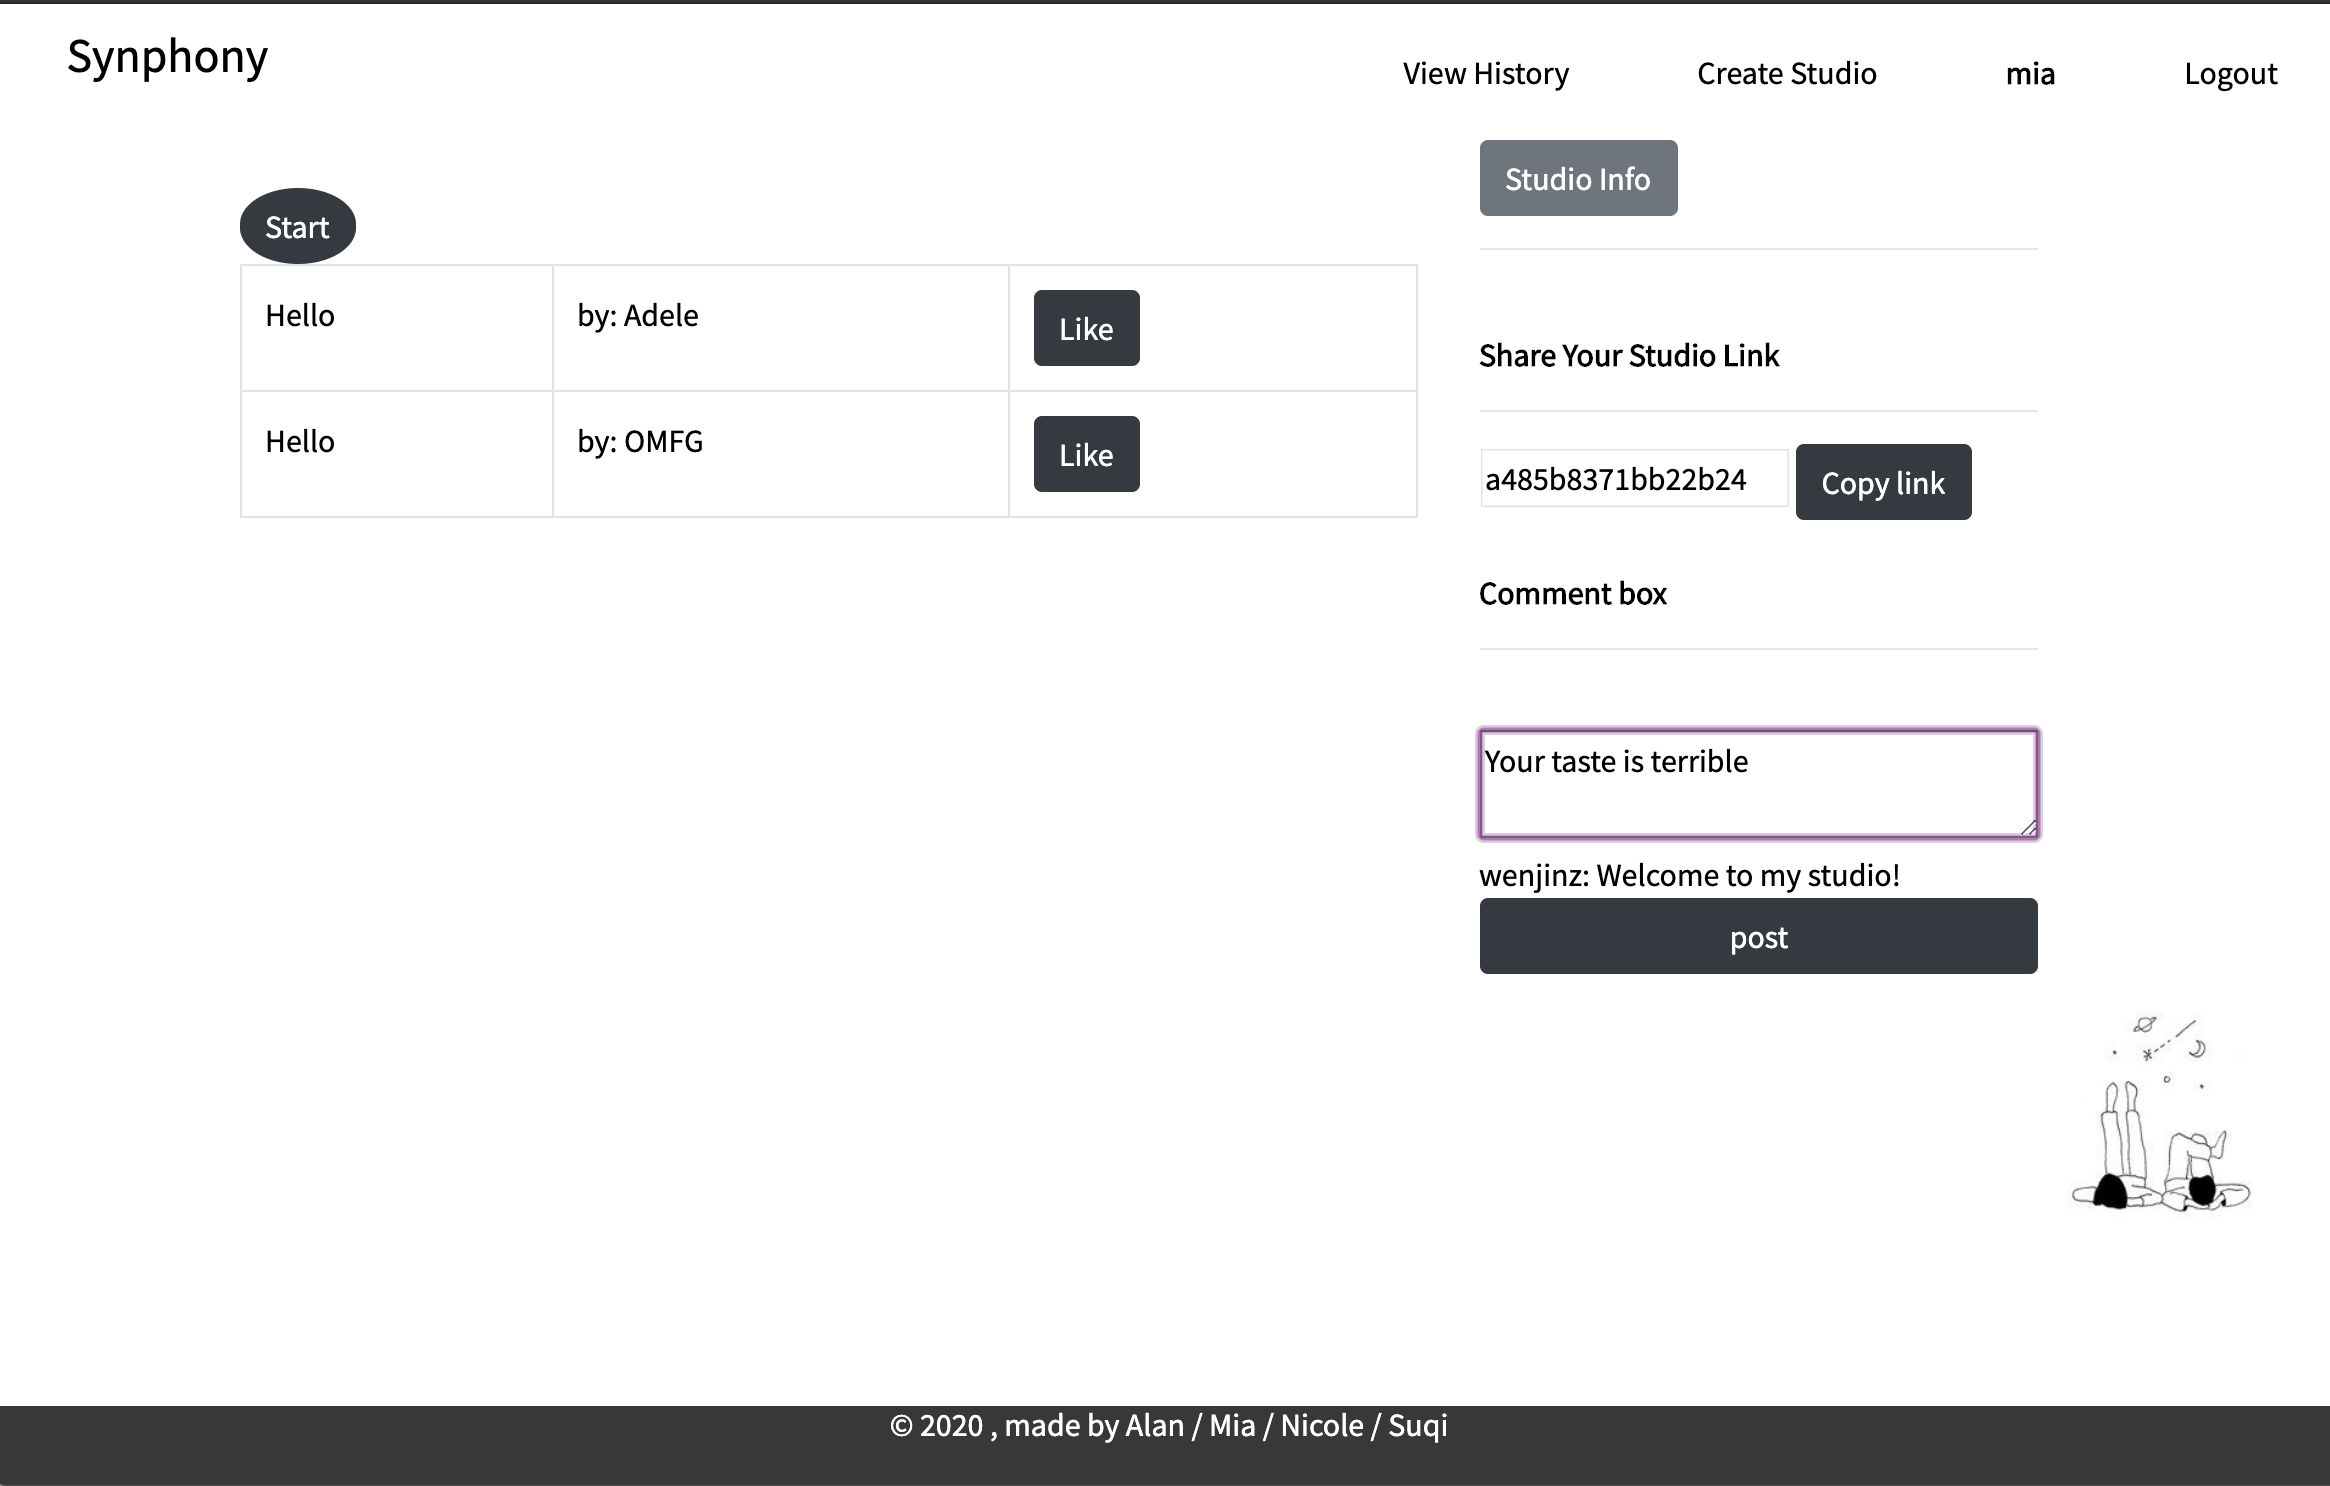 Synphony
View History Create Studio mia Logout
Studio Info
Start
Hello by: Adele Like
Hello by: OMFG Like
Share Your Studio Link
a485b8371bb22b24 Copy link
Comment box
Your taste is terrible
wenjinz: Welcome to my studio!
post
© 2020 , made by Alan / Mia / Nicole / Suqi